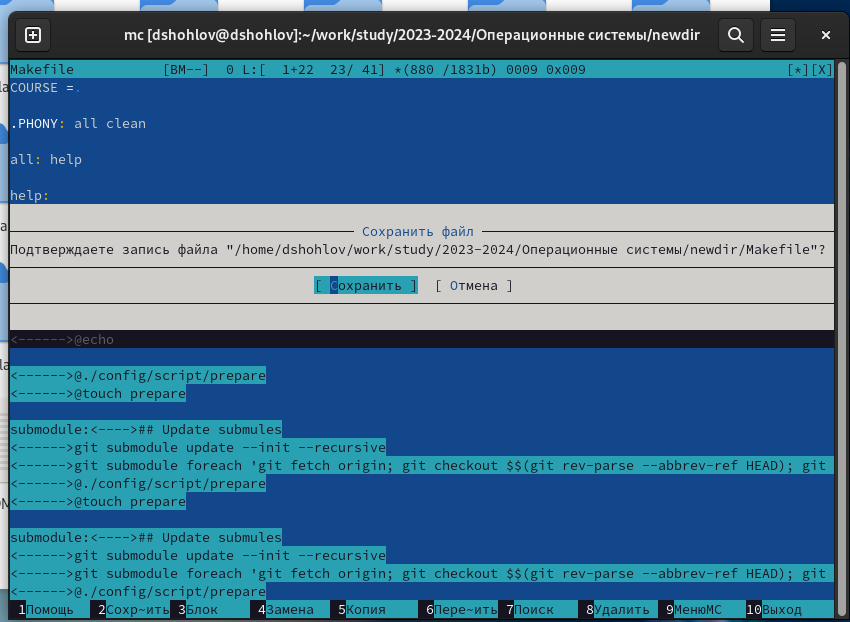 mc [dshohlov@dshohlov]:~/work/study/2023-2024/Операционные системы/newdir
Makefile [BM--] 0 L:[ 1+22 23/ 41] *(880 /1831b) 0009 0x009 [*][X]
COURSE =.
.PHONY: all clean
all: help
help:
Сохранить файл
Подтверждаете запись файла "/home/dshohlov/work/study/2023-2024/Операционные системы/newdir/Makefile"?
[ Сохранить ] [ Отмена ]
<------>@echo
<------>@./config/script/prepare
<------>@touch prepare
submodule:<---->## Update submules
<------>git submodule update --init --recursive
<------>git submodule foreach 'git fetch origin; git checkout $$(git rev-parse --abbrev-ref HEAD); git
<------>@./config/script/prepare
<------>@touch prepare
submodule:<---->## Update submules
<------>git submodule update --init --recursive
<------>git submodule foreach 'git fetch origin; git checkout $$(git rev-parse --abbrev-ref HEAD); git
<------>@./config/script/prepare
1Помощь 2Сохр~ить 3Блок 4Замена 5Копия 6Пере~ить 7Поиск 8Удалить 9МенюMC 10Выход